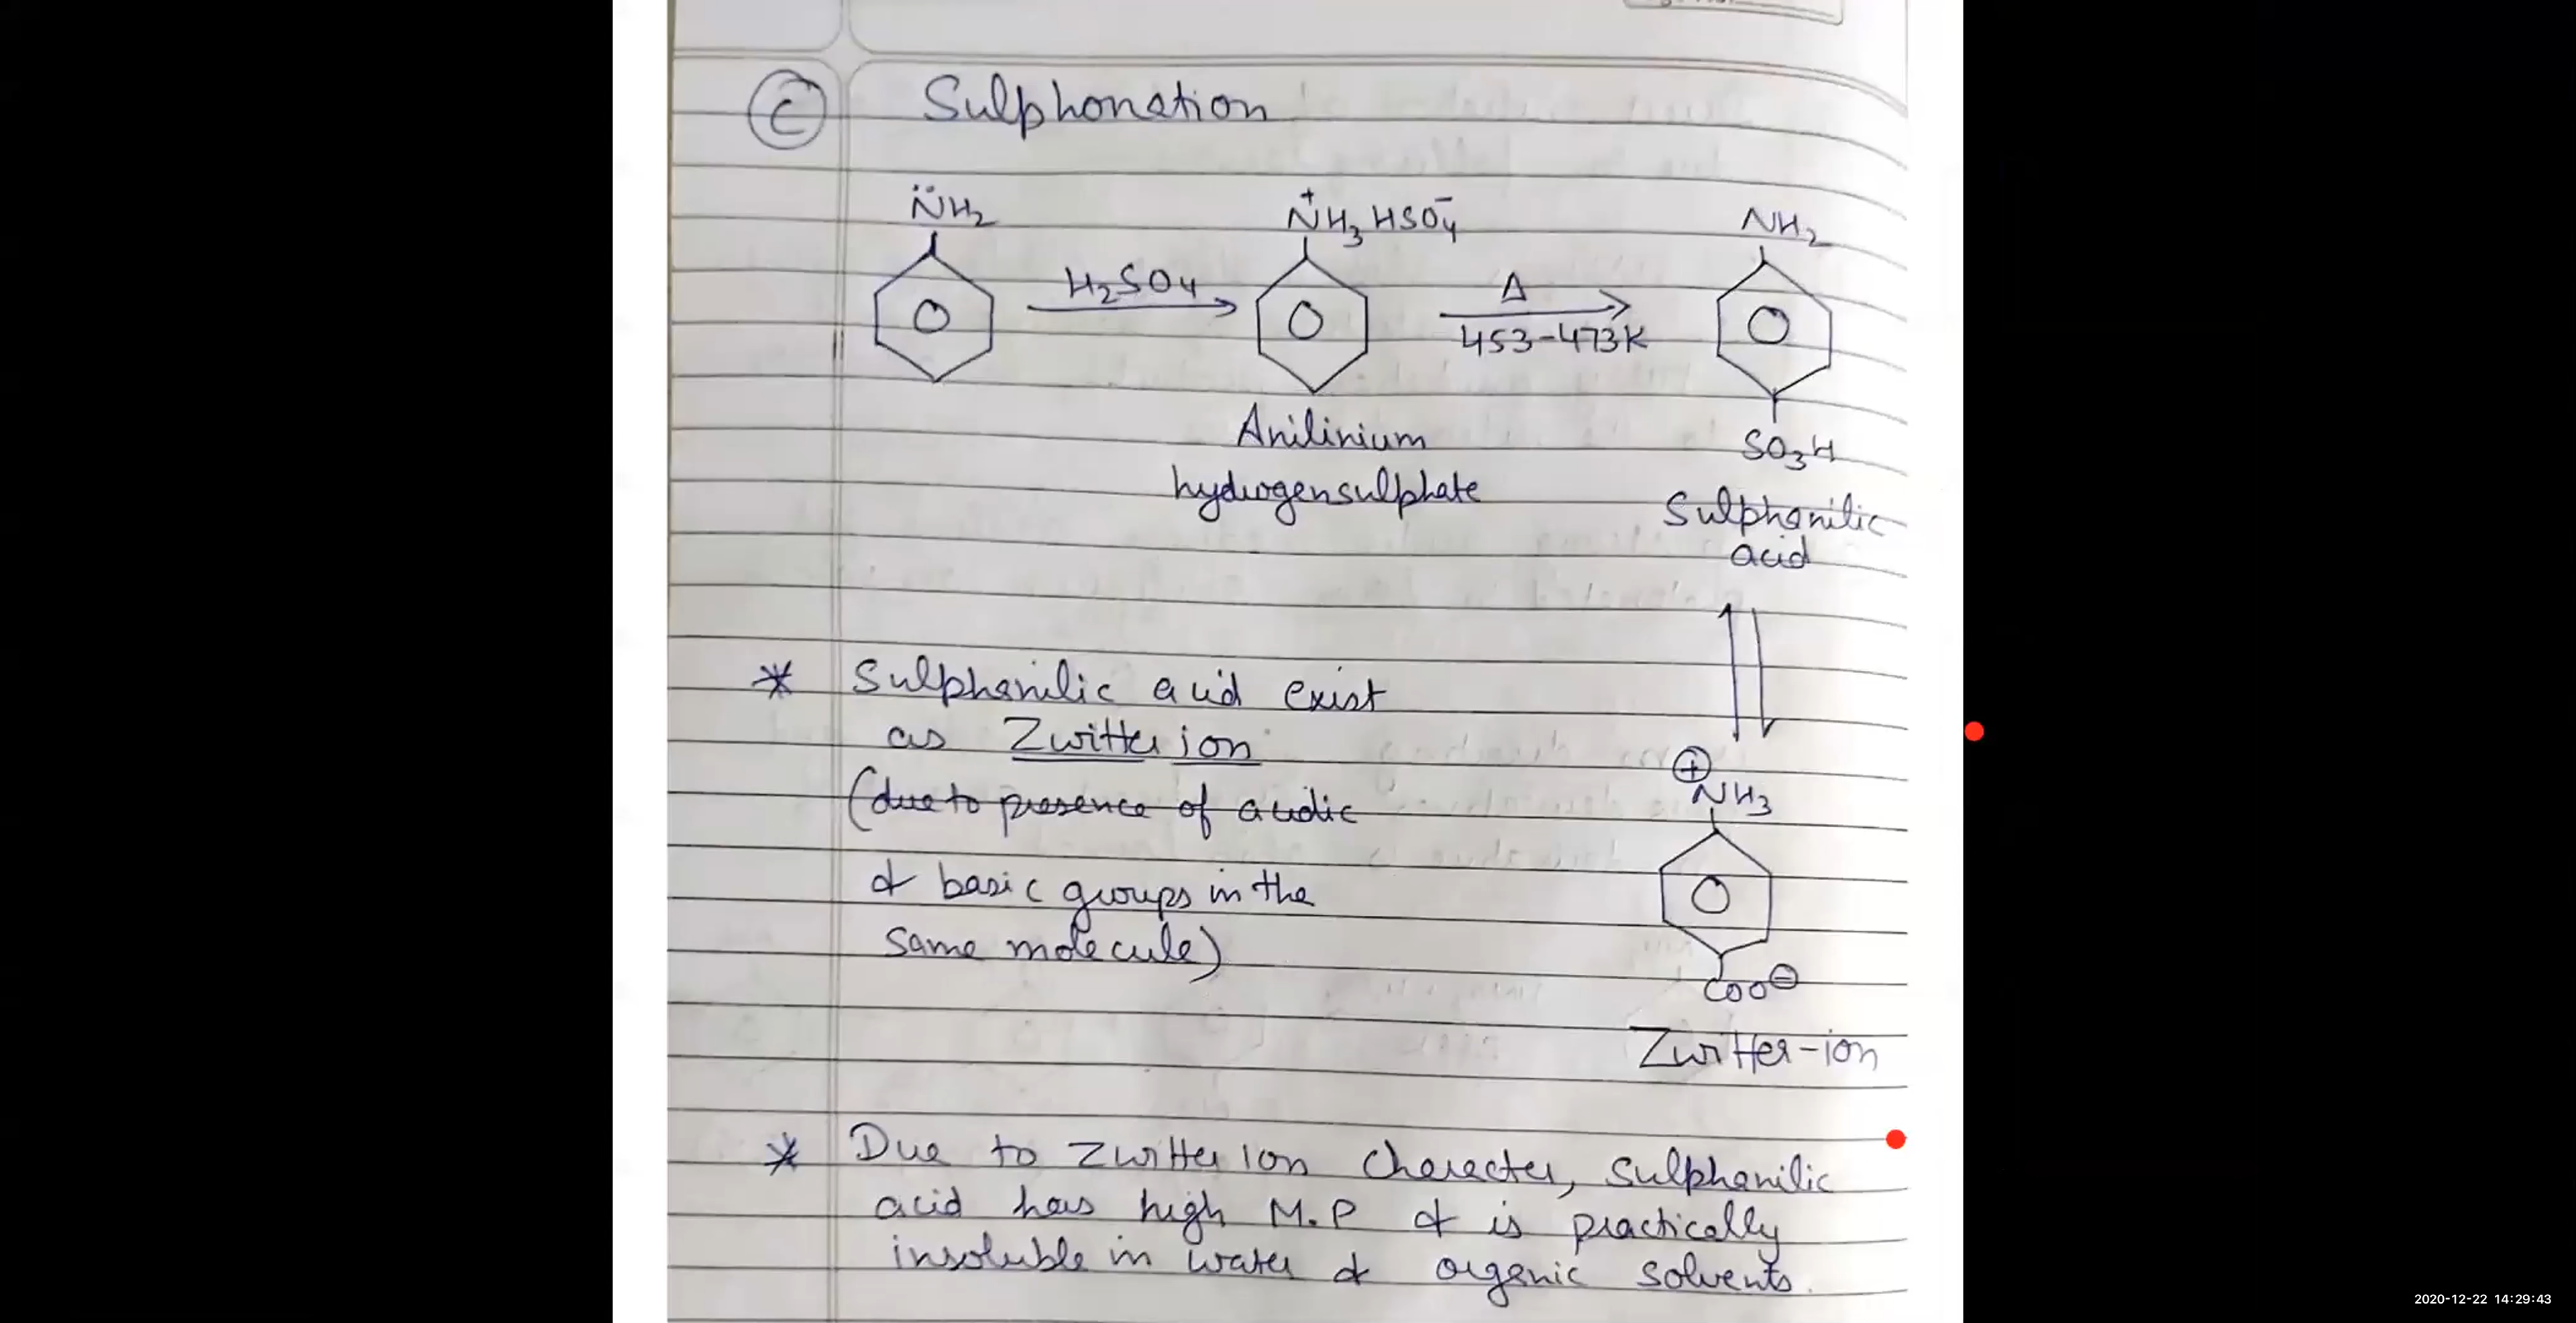 C Sulphonation
N̈H2 N⁺H3 HSO4⁻ NH2
H2SO4 Δ
453-473K
SO3H
Anilinium
hydrogensulphate
Sulphanilic
acid
* Sulphanilic acid exist
as Zwitter ion
(due to presence of acidic
& basic groups in the
same molecule)
⊕
NH3
COO⊖
Zwitter-ion
* Due to Zwitter ion character, sulphanilic
acid has high M.P & is practically
insoluble in water & organic solvents.
2020-12-22 14:29:43